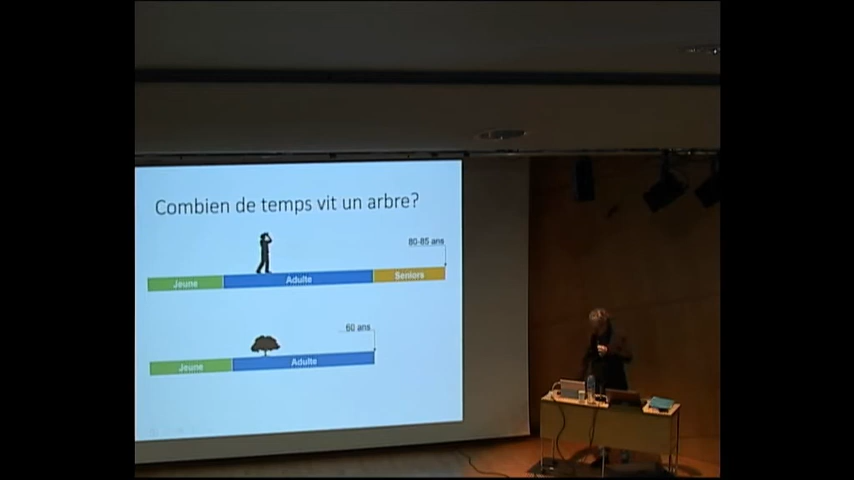 Combien de temps vit un arbre?
80-85 ans
Jeune
Adulte
Seniors
60 ans
Jeune
Adulte